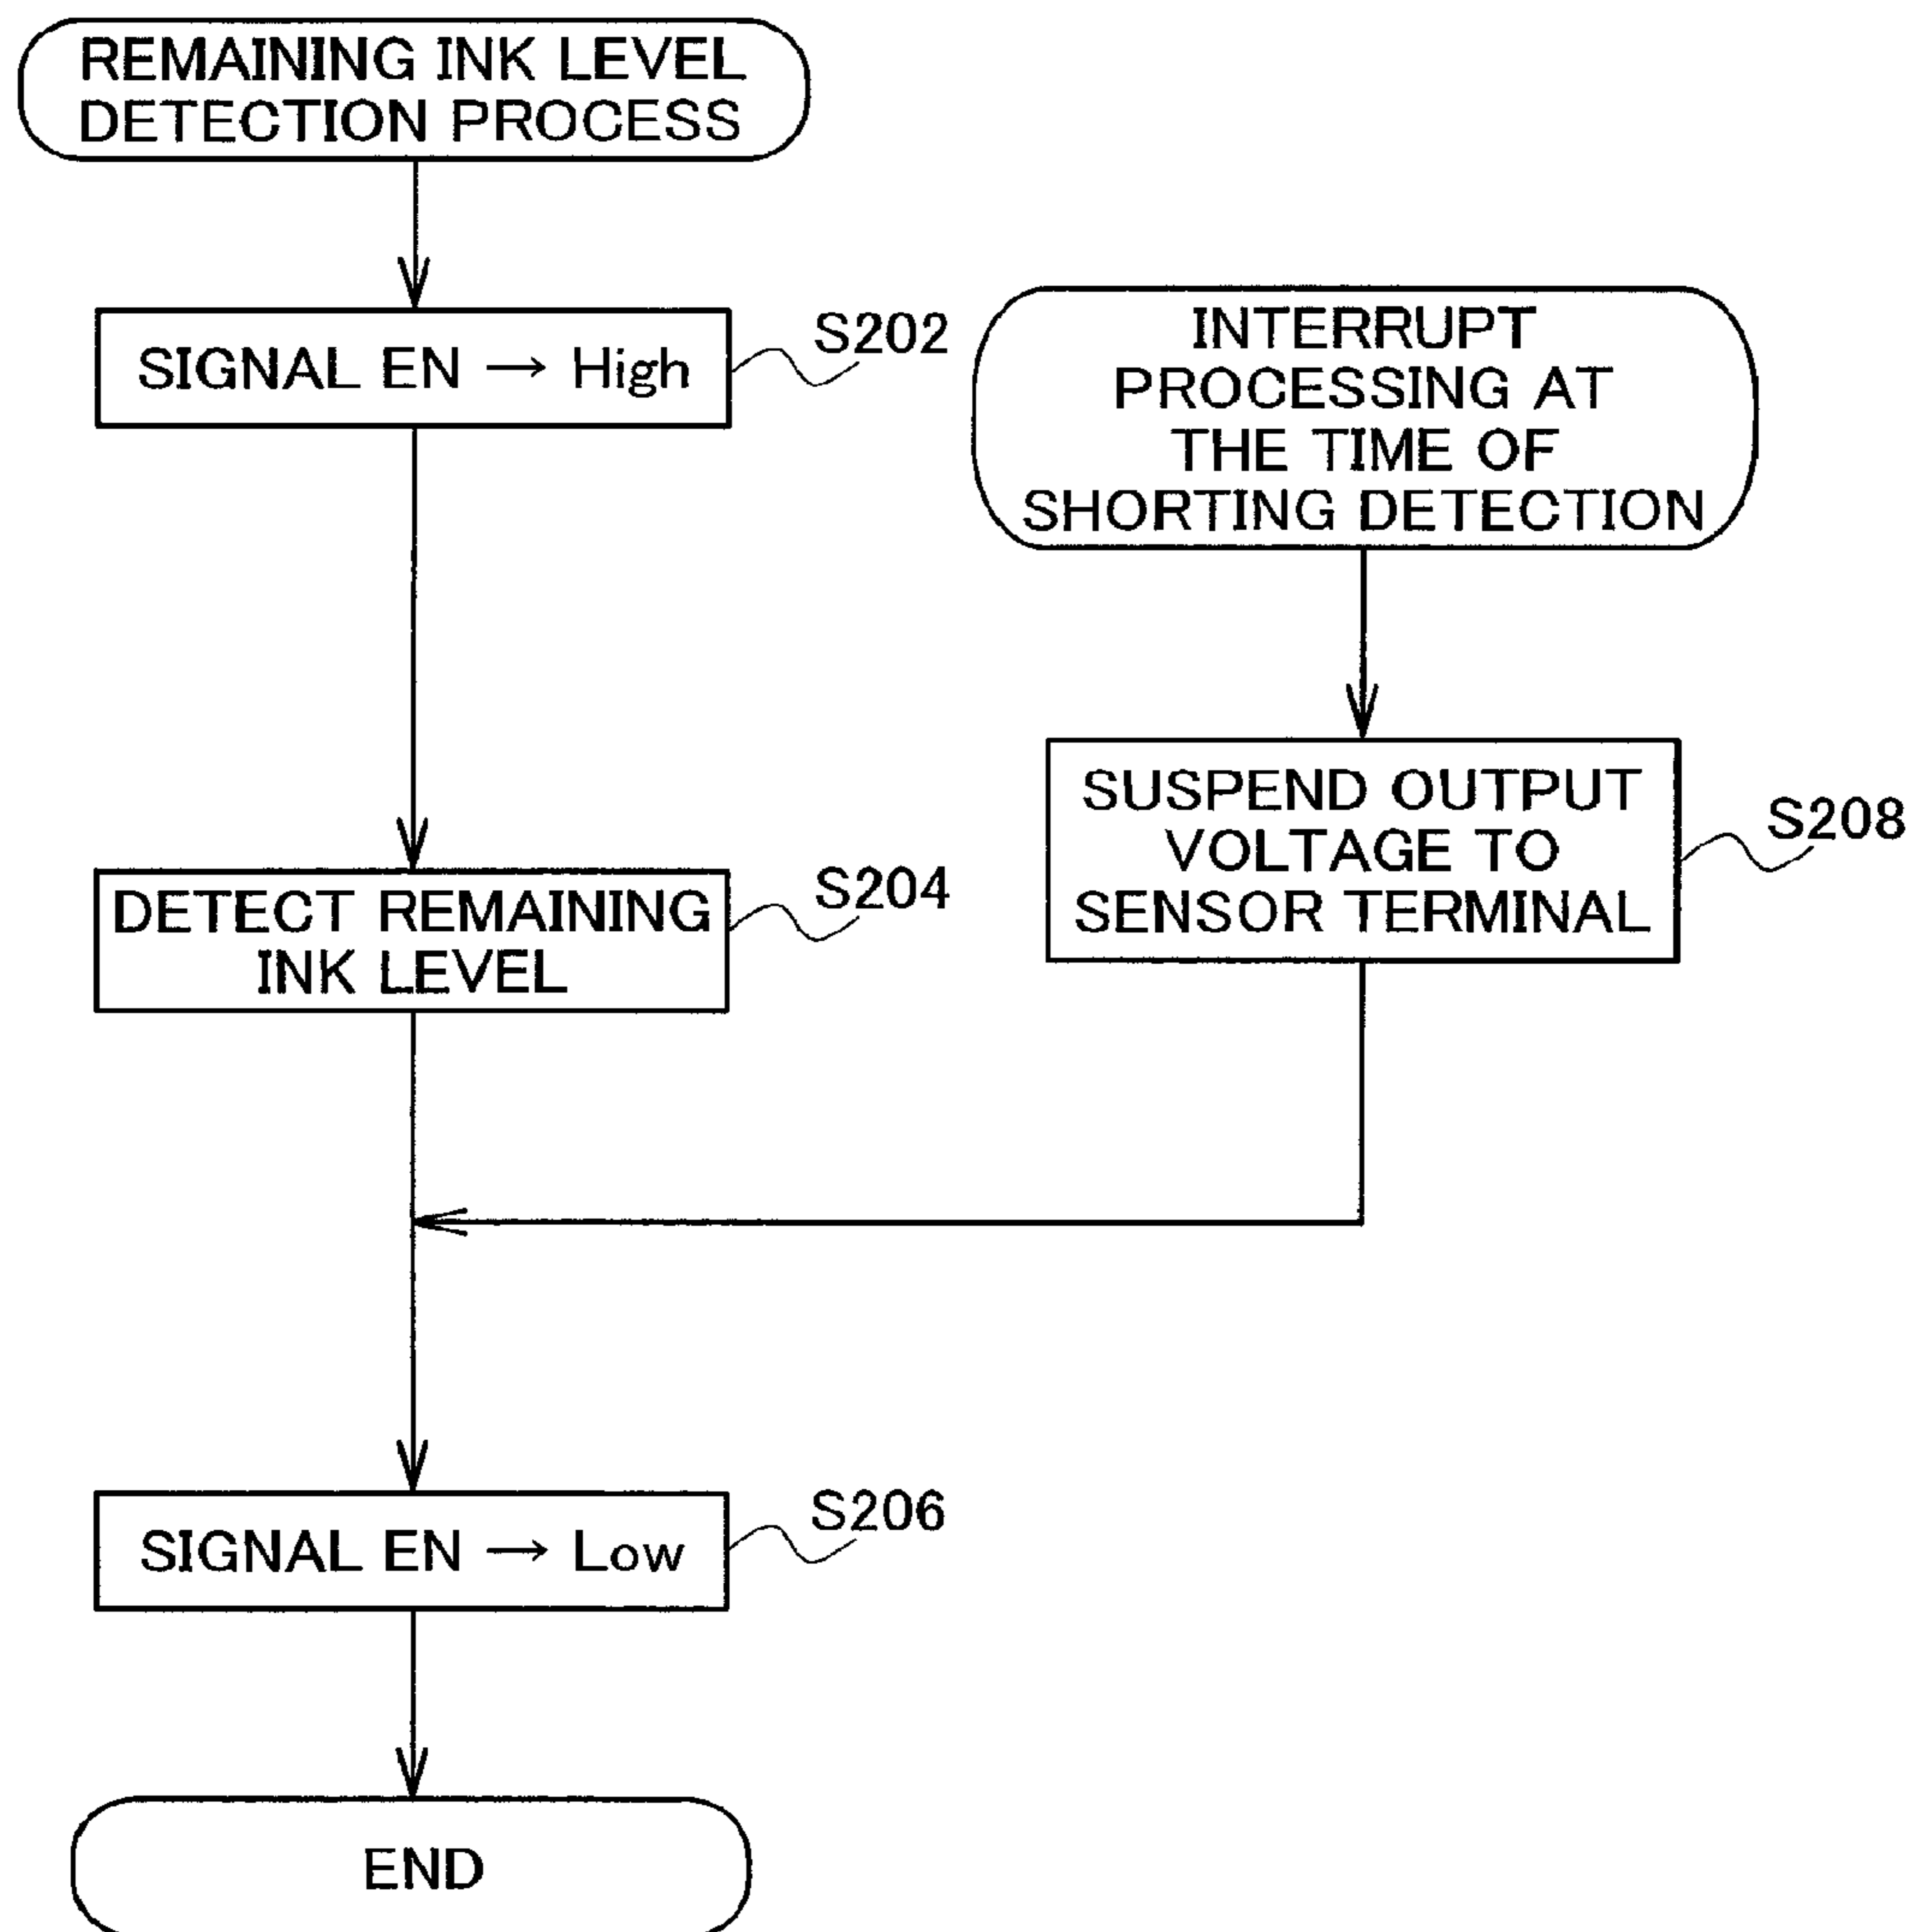 REMAINING INK LEVEL
DETECTION PROCESS
SIGNAL EN → High
S202
INTERRUPT
PROCESSING AT
THE TIME OF
SHORTING DETECTION
SUSPEND OUTPUT
VOLTAGE TO
SENSOR TERMINAL
S208
DETECT REMAINING
INK LEVEL
S204
SIGNAL EN → Low
S206
END